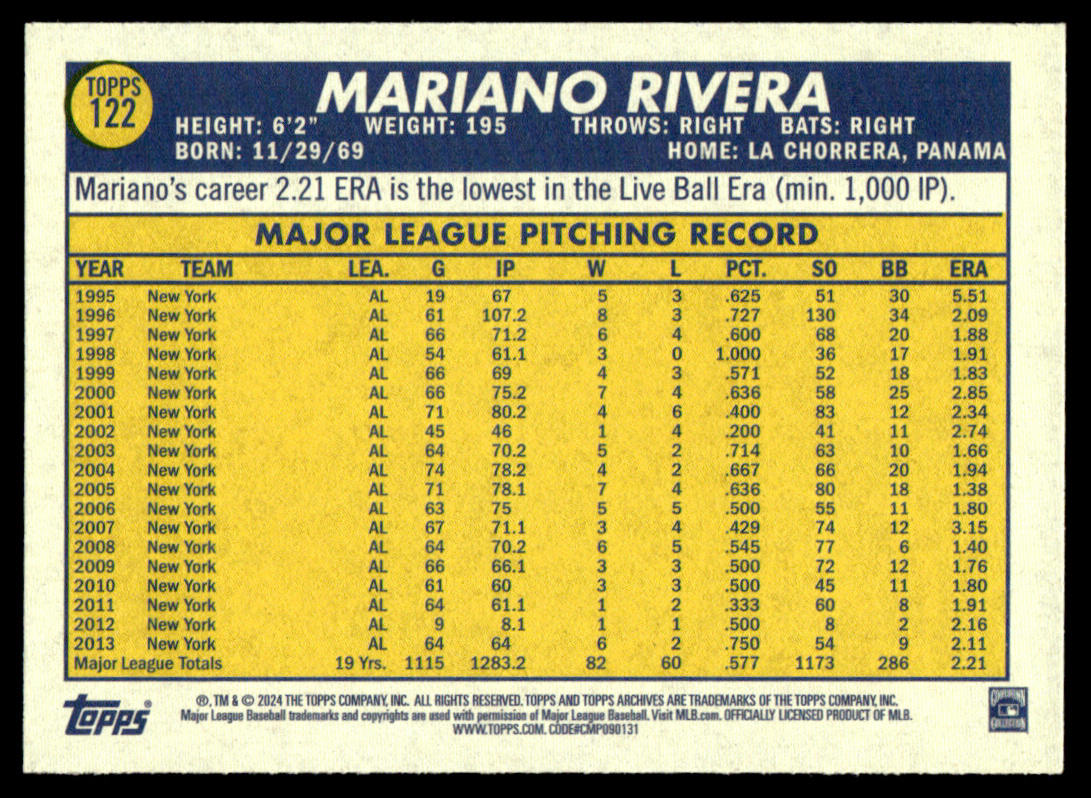 TOPPS
122
MARIANO RIVERA
HEIGHT: 6'2" WEIGHT: 195 THROWS: RIGHT BATS: RIGHT
BORN: 11/29/69 HOME: LA CHORRERA, PANAMA
Mariano's career 2.21 ERA is the lowest in the Live Ball Era (min. 1,000 IP).
MAJOR LEAGUE PITCHING RECORD
YEAR TEAM LEA. G IP W L PCT. SO BB ERA
1995 New York AL 19 67 5 3 .625 51 30 5.51
1996 New York AL 61 107.2 8 3 .727 130 34 2.09
1997 New York AL 66 71.2 6 4 .600 68 20 1.88
1998 New York AL 54 61.1 3 0 1.000 36 17 1.91
1999 New York AL 66 69 4 3 .571 52 18 1.83
2000 New York AL 66 75.2 7 4 .636 58 25 2.85
2001 New York AL 71 80.2 4 6 .400 83 12 2.34
2002 New York AL 45 46 1 4 .200 41 11 2.74
2003 New York AL 64 70.2 5 2 .714 63 10 1.66
2004 New York AL 74 78.2 4 2 .667 66 20 1.94
2005 New York AL 71 78.1 7 4 .636 80 18 1.38
2006 New York AL 63 75 5 5 .500 55 11 1.80
2007 New York AL 67 71.1 3 4 .429 74 12 3.15
2008 New York AL 64 70.2 6 5 .545 77 6 1.40
2009 New York AL 66 66.1 3 3 .500 72 12 1.76
2010 New York AL 61 60 3 3 .500 45 11 1.80
2011 New York AL 64 61.1 1 2 .333 60 8 1.91
2012 New York AL 9 8.1 1 1 .500 8 2 2.16
2013 New York AL 64 64 6 2 .750 54 9 2.11
Major League Totals 19 Yrs. 1115 1283.2 82 60 .577 1173 286 2.21
topps®
®, TM & © 2024 THE TOPPS COMPANY, INC. ALL RIGHTS RESERVED. TOPPS AND TOPPS ARCHIVES ARE TRADEMARKS OF THE TOPPS COMPANY, INC.
Major League Baseball trademarks and copyrights are used with permission of Major League Baseball. Visit MLB.com. OFFICIALLY LICENSED PRODUCT OF MLB.
WWW.TOPPS.COM. CODE#CMP090131
COOPERSTOWN
COLLECTION